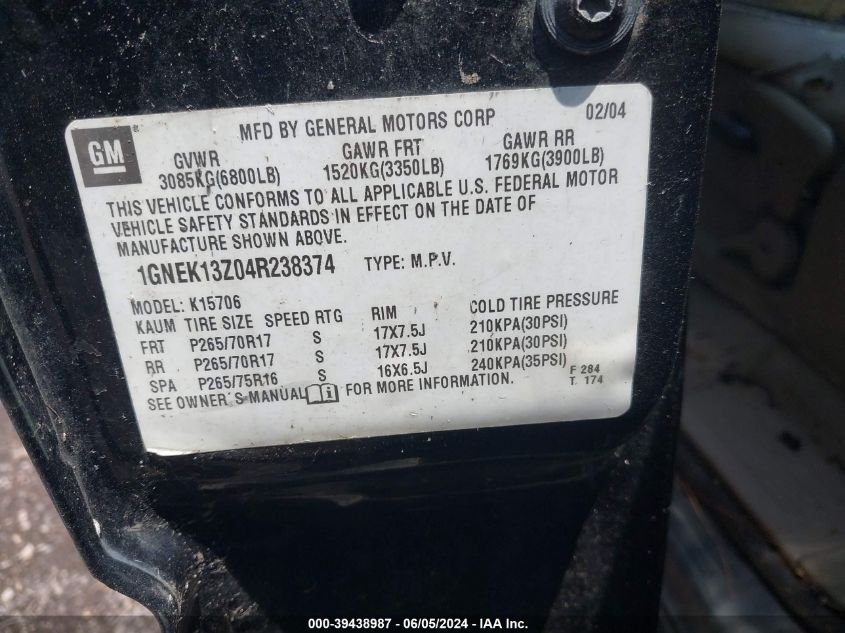 GM
MFD BY GENERAL MOTORS CORP 02/04
GVWR GAWR FRT GAWR RR
3085KG(6800LB) 1520KG(3350LB) 1769KG(3900LB)
THIS VEHICLE CONFORMS TO ALL APPLICABLE U.S. FEDERAL MOTOR
VEHICLE SAFETY STANDARDS IN EFFECT ON THE DATE OF
MANUFACTURE SHOWN ABOVE.
1GNEK13Z04R238374 TYPE: M.P.V.
MODEL: K15706
KAUM TIRE SIZE SPEED RTG RIM COLD TIRE PRESSURE
FRT P265/70R17 S 17X7.5J 210KPA(30PSI)
RR P265/70R17 S 17X7.5J 210KPA(30PSI)
SPA P265/75R16 S 16X6.5J 240KPA(35PSI)
SEE OWNER'S MANUAL i FOR MORE INFORMATION.
F 284
T. 174
000-39438987 - 06/05/2024 - IAA Inc.